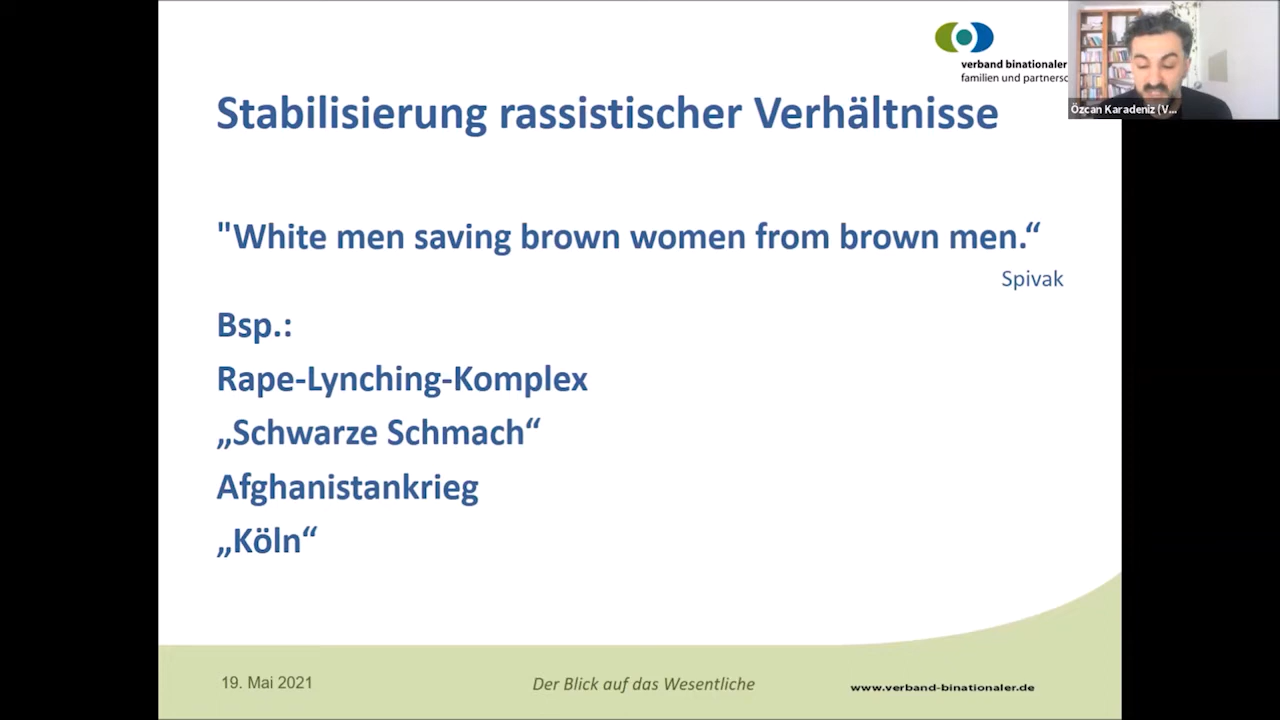 verband binationaler
familien und partnersc
Özcan Karadeniz (V...
Stabilisierung rassistischer Verhältnisse
"White men saving brown women from brown men.“
Spivak
Bsp.:
Rape-Lynching-Komplex
„Schwarze Schmach“
Afghanistankrieg
„Köln“
19. Mai 2021
Der Blick auf das Wesentliche
www.verband-binationaler.de